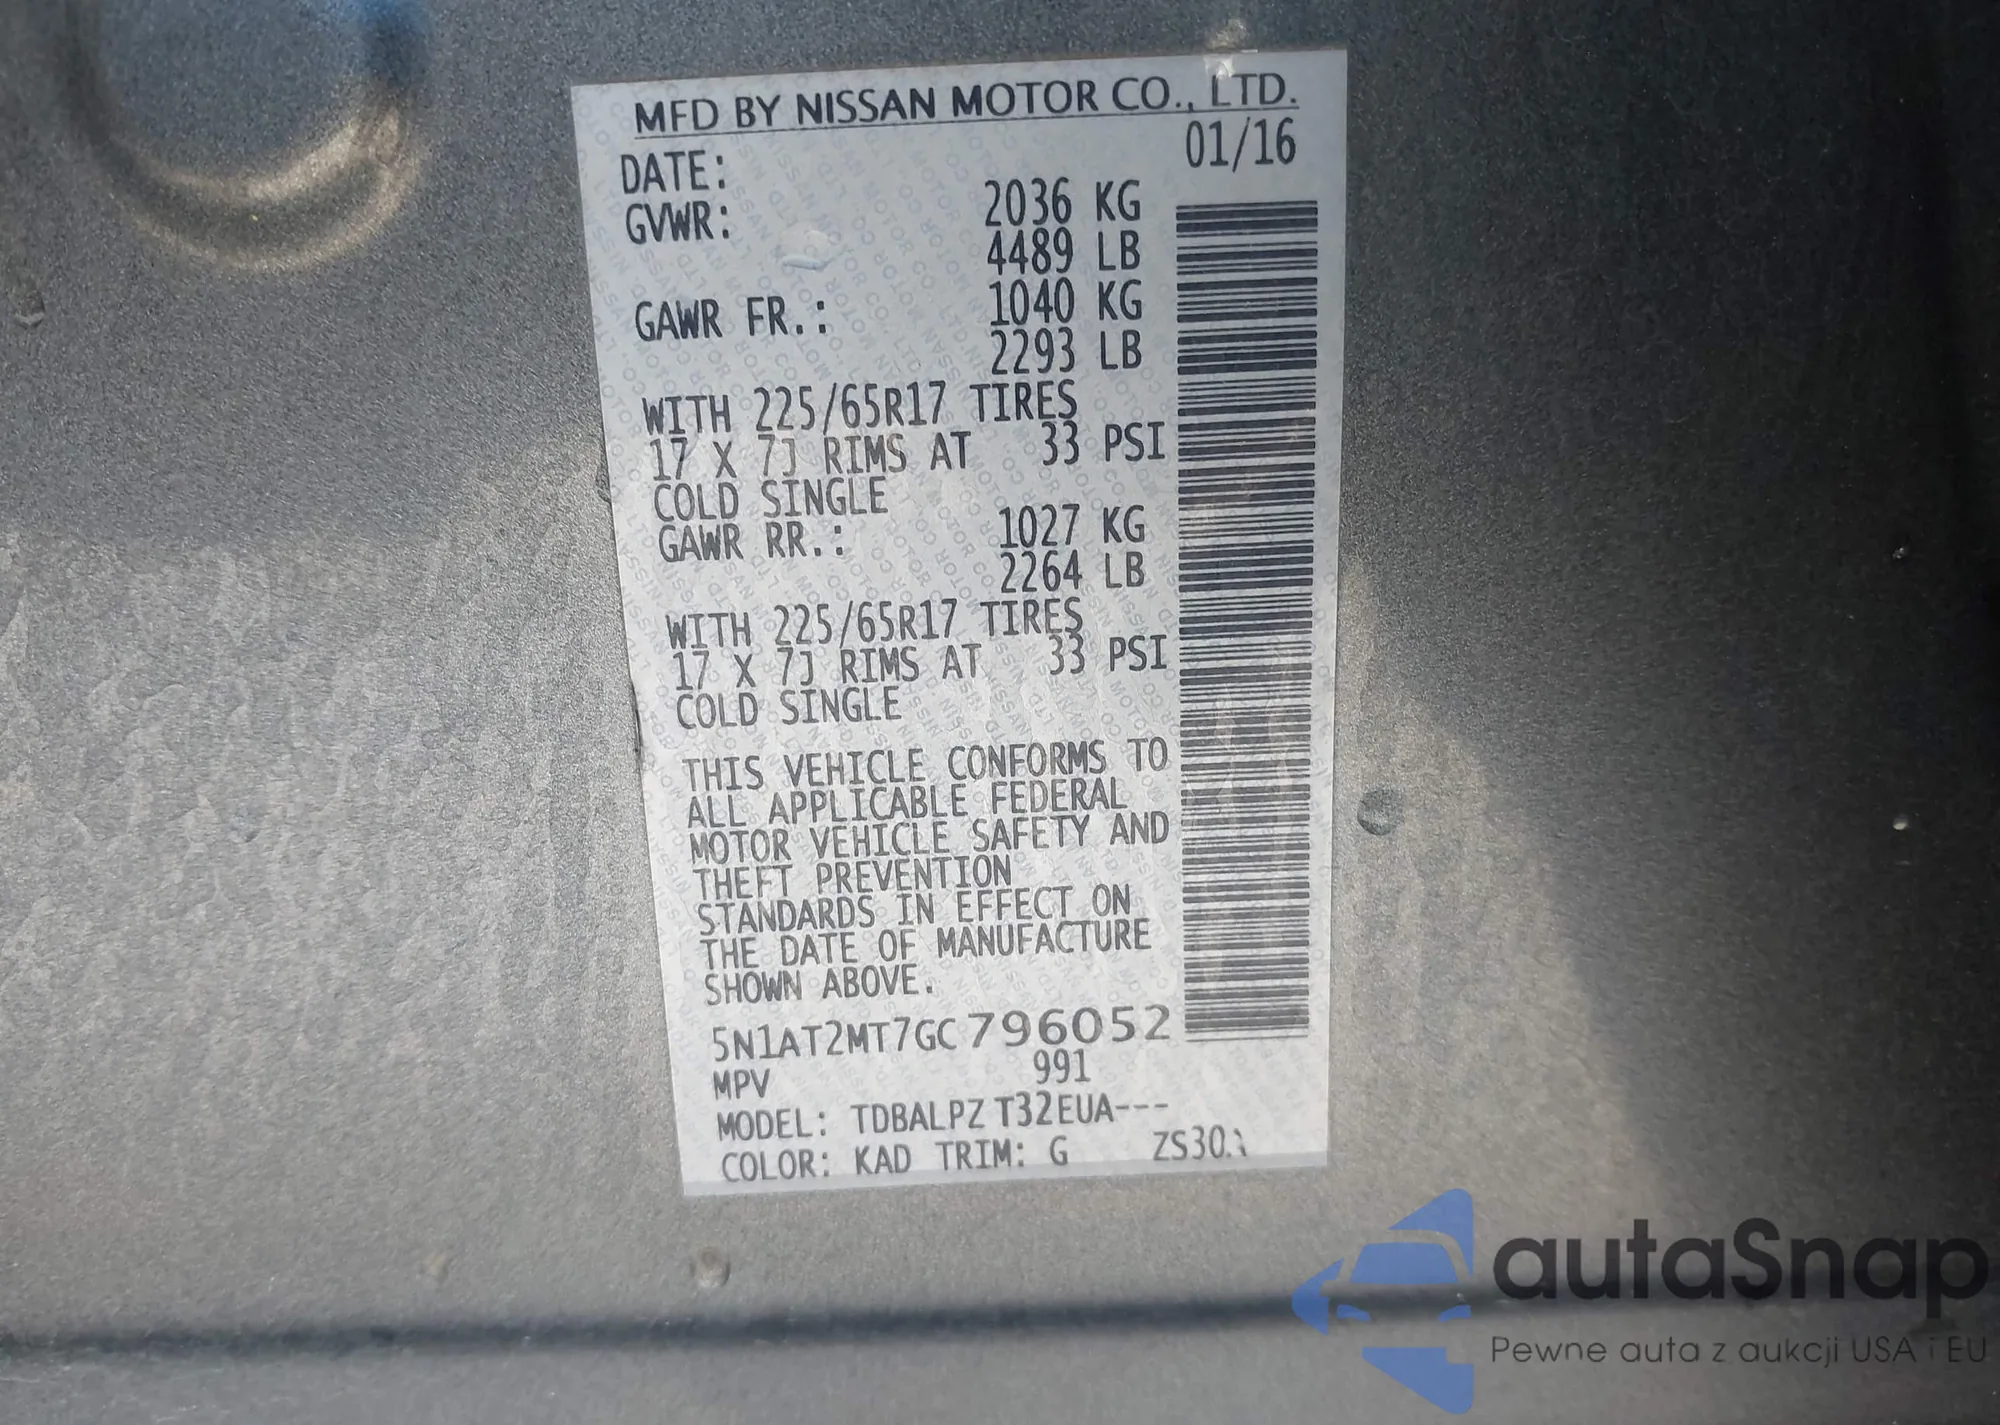 MFD BY NISSAN MOTOR CO., LTD.
DATE: 01/16
GVWR: 2036 KG
4489 LB
GAWR FR.: 1040 KG
2293 LB
WITH 225/65R17 TIRES
17 X 7J RIMS AT 33 PSI
COLD SINGLE
GAWR RR.: 1027 KG
2264 LB
WITH 225/65R17 TIRES
17 X 7J RIMS AT 33 PSI
COLD SINGLE
THIS VEHICLE CONFORMS TO
ALL APPLICABLE FEDERAL
MOTOR VEHICLE SAFETY AND
THEFT PREVENTION
STANDARDS IN EFFECT ON
THE DATE OF MANUFACTURE
SHOWN ABOVE.
5N1AT2MT7GC796052
MPV 991
MODEL: TDBALPZ T32EUA---
COLOR: KAD TRIM: G
autaSnap
Pewne auta z aukcji USA i EU